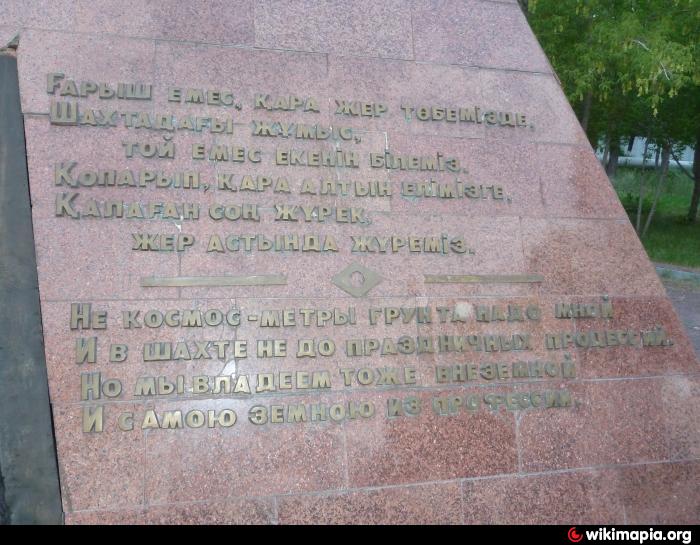 ҒАРЫШ ЕМЕС, ҚАРА ЖЕР ТӨБЕМІЗДЕ,
ШАХТАДАҒЫ ЖҰМЫС,
ТОЙ ЕМЕС ЕКЕНІН БІЛЕМІЗ.
ҚОПАРЫП, ҚАРА АЛТЫН ЕЛІМІЗГЕ,
ҚАЛАҒАН СОҢ ЖҮРЕК,
ЖЕР АСТЫНДА ЖҮРЕМІЗ.
НЕ КОСМОС-МЕТРЫ ГРУНТА НАДО МНОЙ
И В ШАХТЕ НЕ ДО ПРАЗДНИЧНЫХ ПРОЦЕССИЙ.
НО МЫ ВЛАДЕЕМ ТОЖЕ ВНЕЗЕМНОЙ
И САМОЮ ЗЕМНОЮ ИЗ ПРОФЕССИЙ.
wikimapia.org